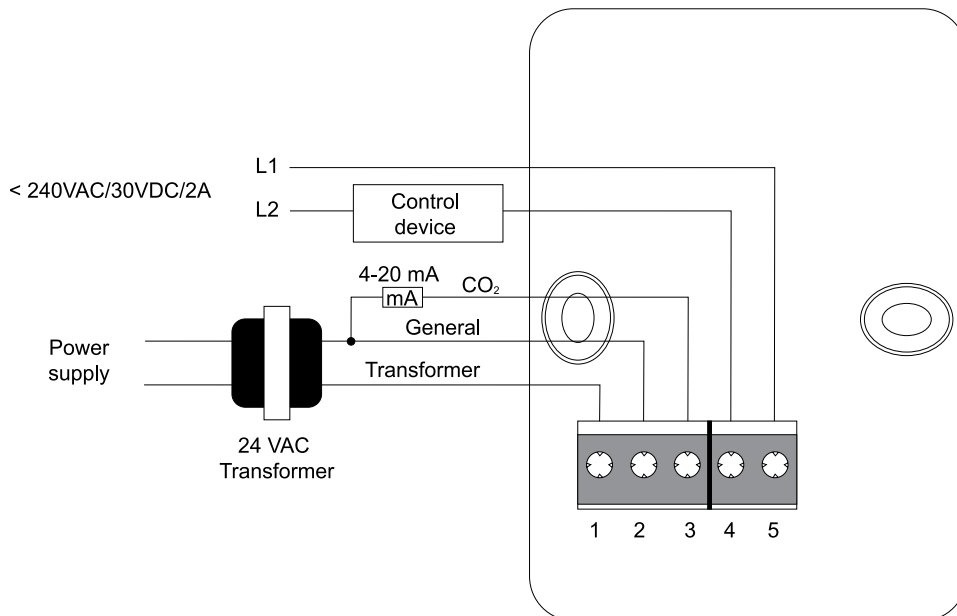 L1
< 240VAC/30VDC/2A
L2
Control
device
4-20 mA
mA
CO₂
General
Power
supply
Transformer
24 VAC
Transformer
1 2 3 4 5